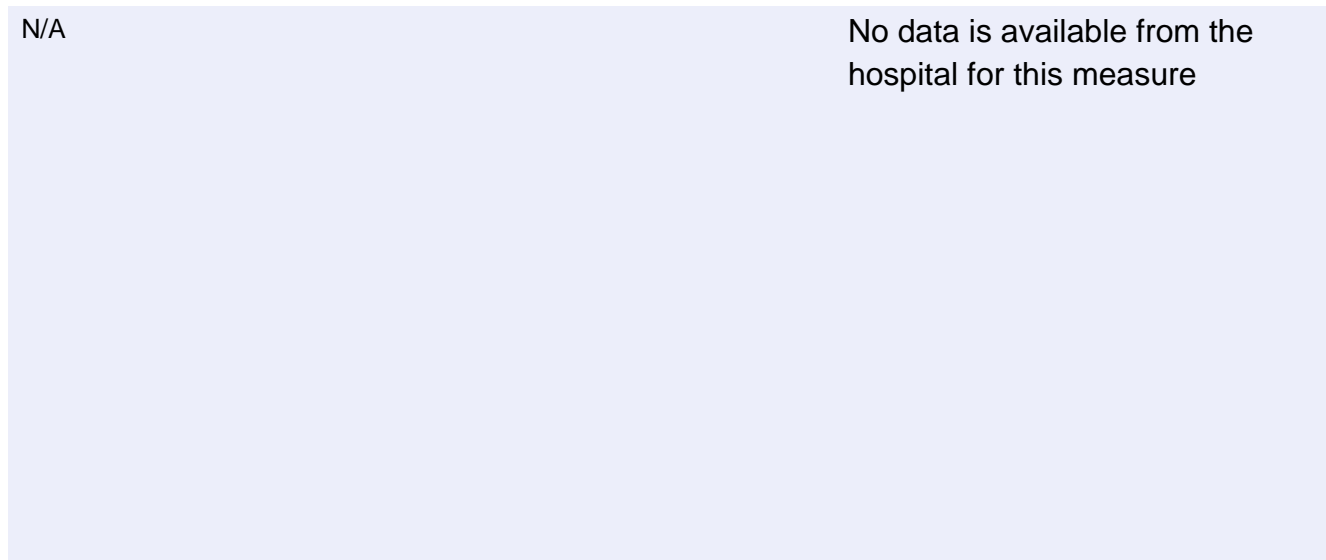 N/A
No data is available from the
hospital for this measure